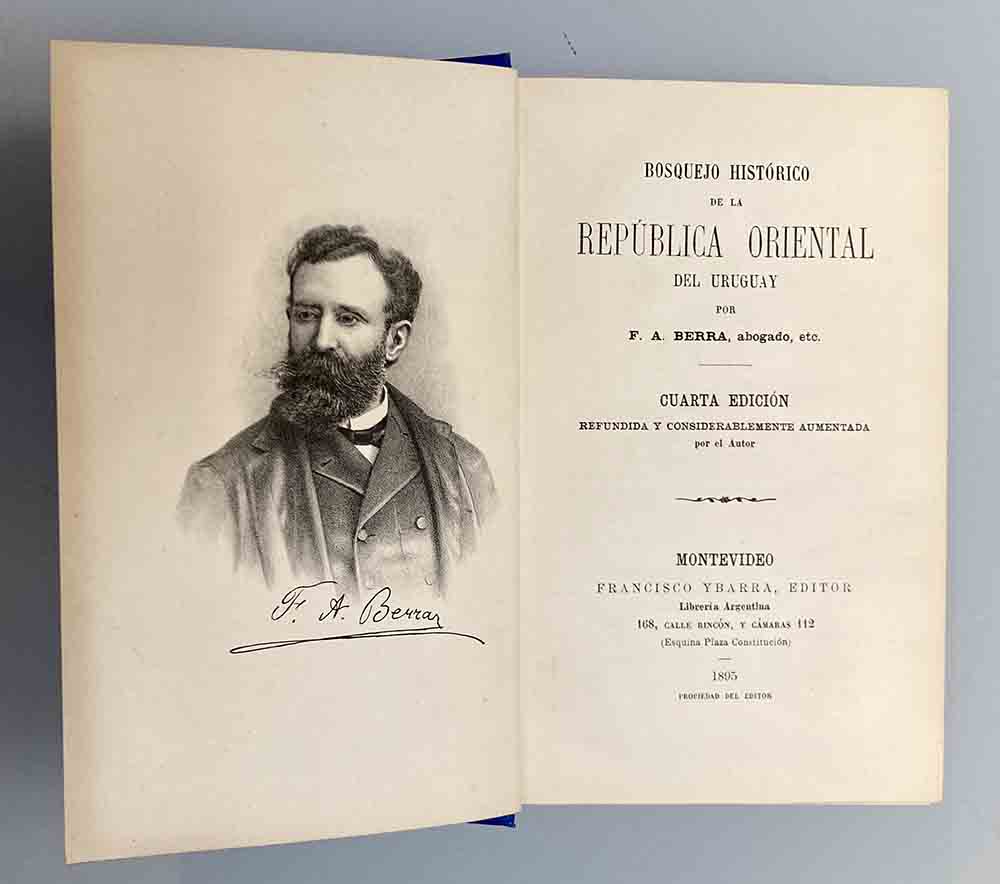 F. A. Berra
BOSQUEJO HISTÓRICO
DE LA
REPÚBLICA ORIENTAL
DEL URUGUAY
POR
F. A. BERRA, abogado, etc.
CUARTA EDICIÓN
REFUNDIDA Y CONSIDERABLEMENTE AUMENTADA
por el Autor
MONTEVIDEO
FRANCISCO YBARRA, EDITOR
Librería Argentina
168, CALLE RINCÓN, Y CÁMARAS 112
(Esquina Plaza Constitución)
1895
PROPIEDAD DEL EDITOR